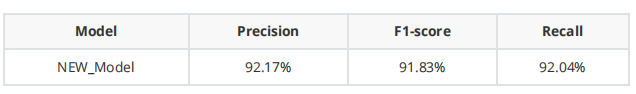 Model Precision F1-score Recall
NEW_Model 92.17% 91.83% 92.04%